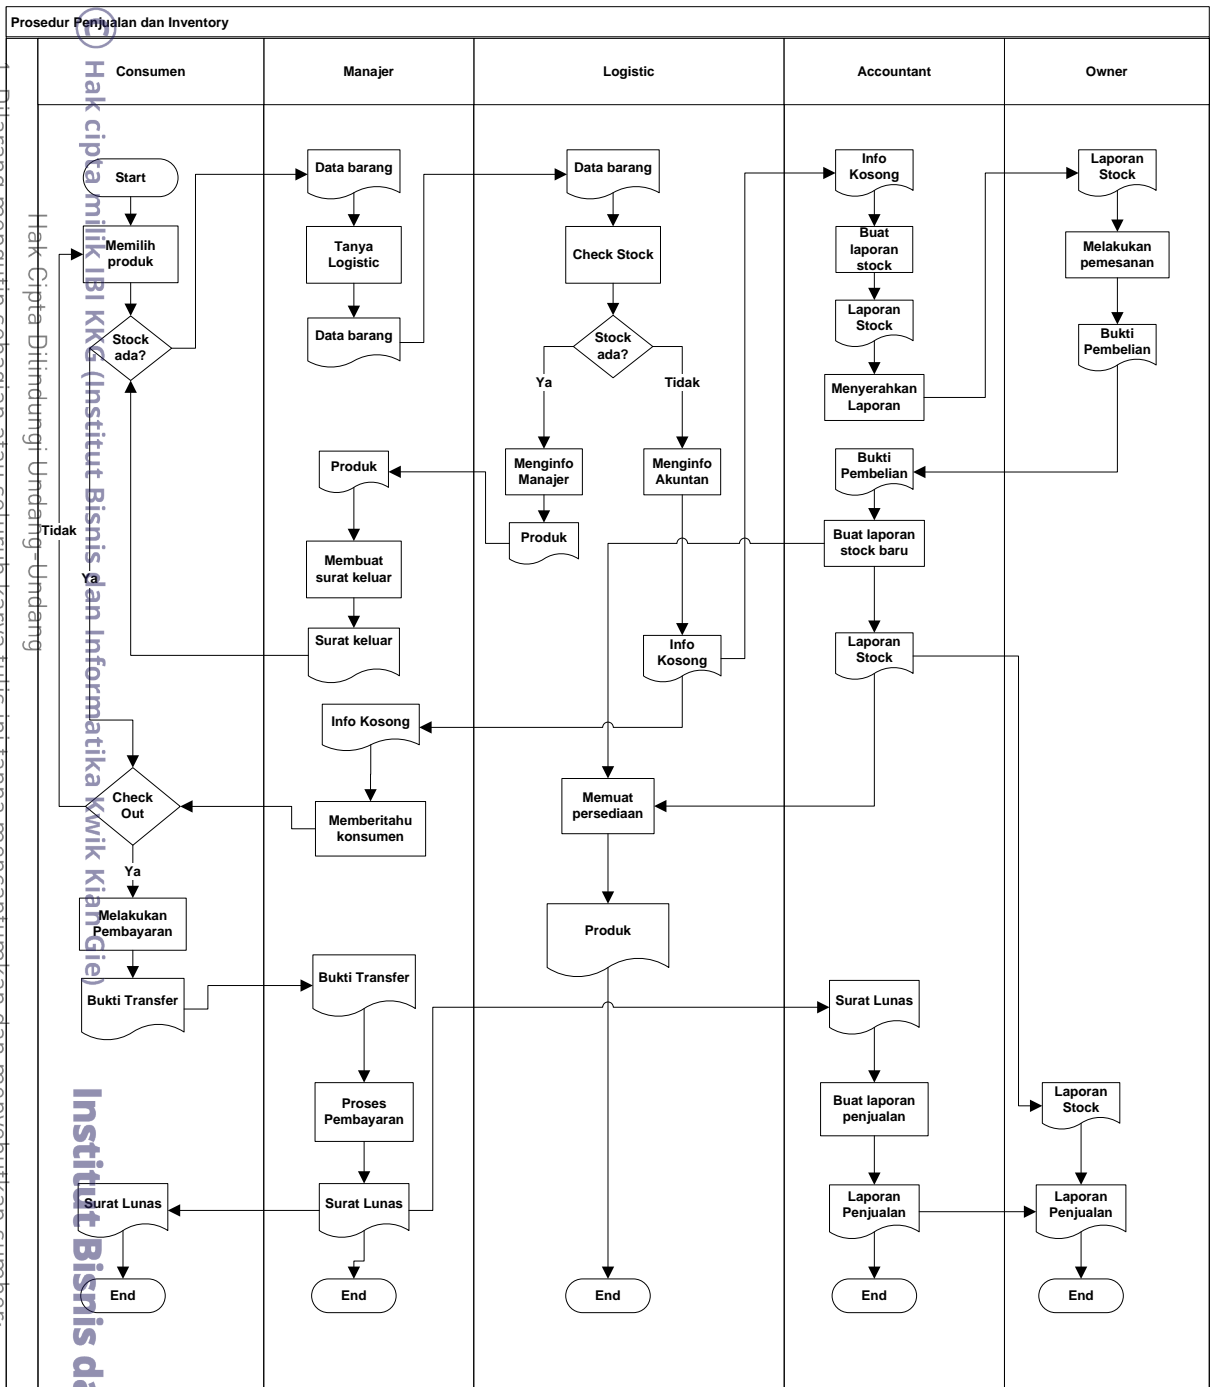 Prosedur Penjualan dan Inventory
Consumen
Manajer
Logistic
Accountant
Owner
Start
Memilih
produk
Stock
ada?
Tidak
Ya
Check
Out
Ya
Melakukan
Pembayaran
Bukti Transfer
Surat Lunas
End
Data barang
Tanya
Logistic
Data barang
Produk
Membuat
surat keluar
Surat keluar
Info Kosong
Memberitahu
konsumen
Bukti Transfer
Proses
Pembayaran
Surat Lunas
End
Data barang
Check Stock
Stock
ada?
Ya
Tidak
Menginfo
Manajer
Menginfo
Akuntan
Produk
Info
Kosong
Memuat
persediaan
Produk
End
Info
Kosong
Buat
laporan
stock
Laporan
Stock
Menyerahkan
Laporan
Bukti
Pembelian
Buat laporan
stock baru
Laporan
Stock
Surat Lunas
Buat laporan
penjualan
Laporan
Penjualan
End
Laporan
Stock
Melakukan
pemesanan
Bukti
Pembelian
Laporan
Stock
Laporan
Penjualan
End
© Hak cipta milik IBI KKG (Institut Bisnis dan Informatika Kwik Kian Gie)
Institut Bisnis da
Hak Cipta Dilindungi Undang-Undang